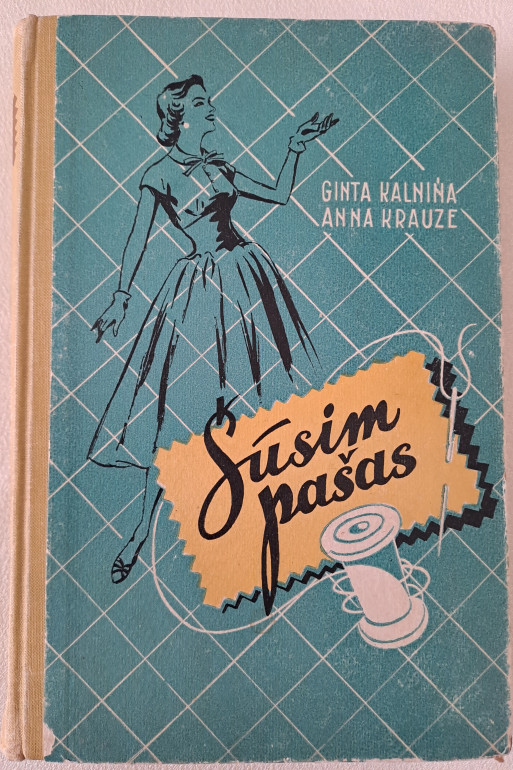 GINTA KALNIŅA
ANNA KRAUZE
Šūsim
pašas